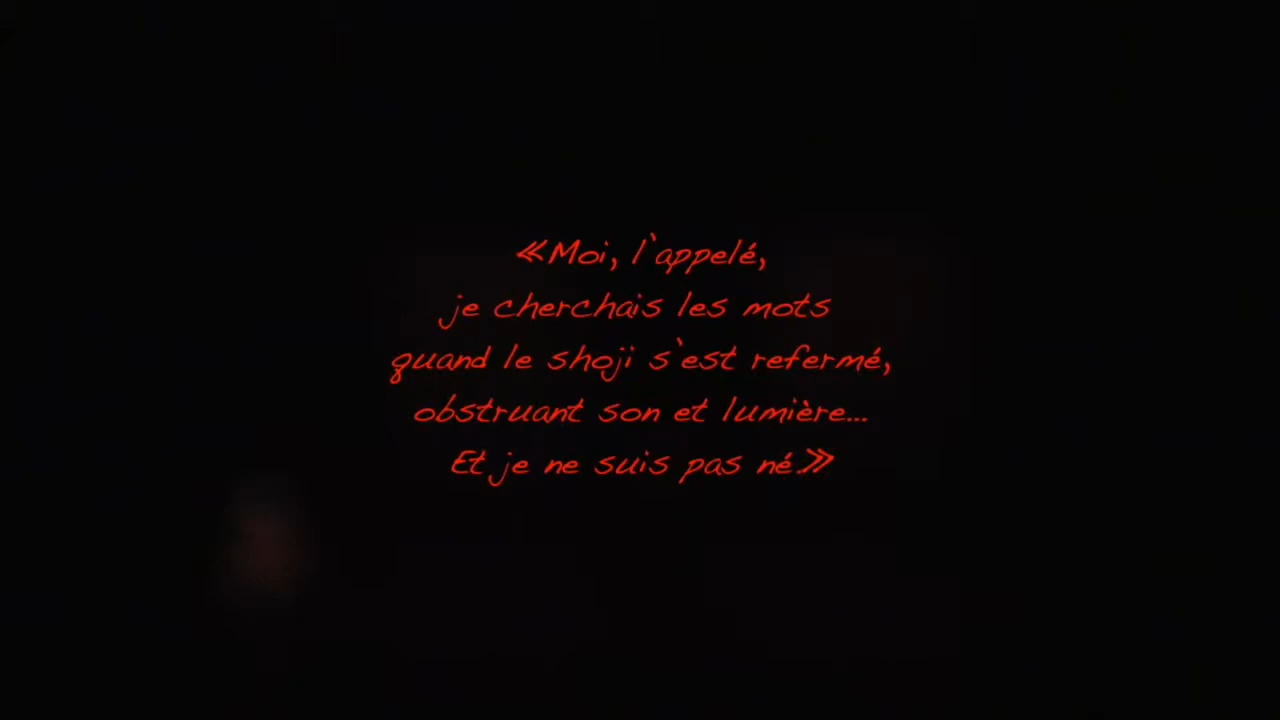 «Moi, l'appelé,
je cherchais les mots
quand le shoji s'est refermé,
obstruant son et lumière...
Et je ne suis pas né.»